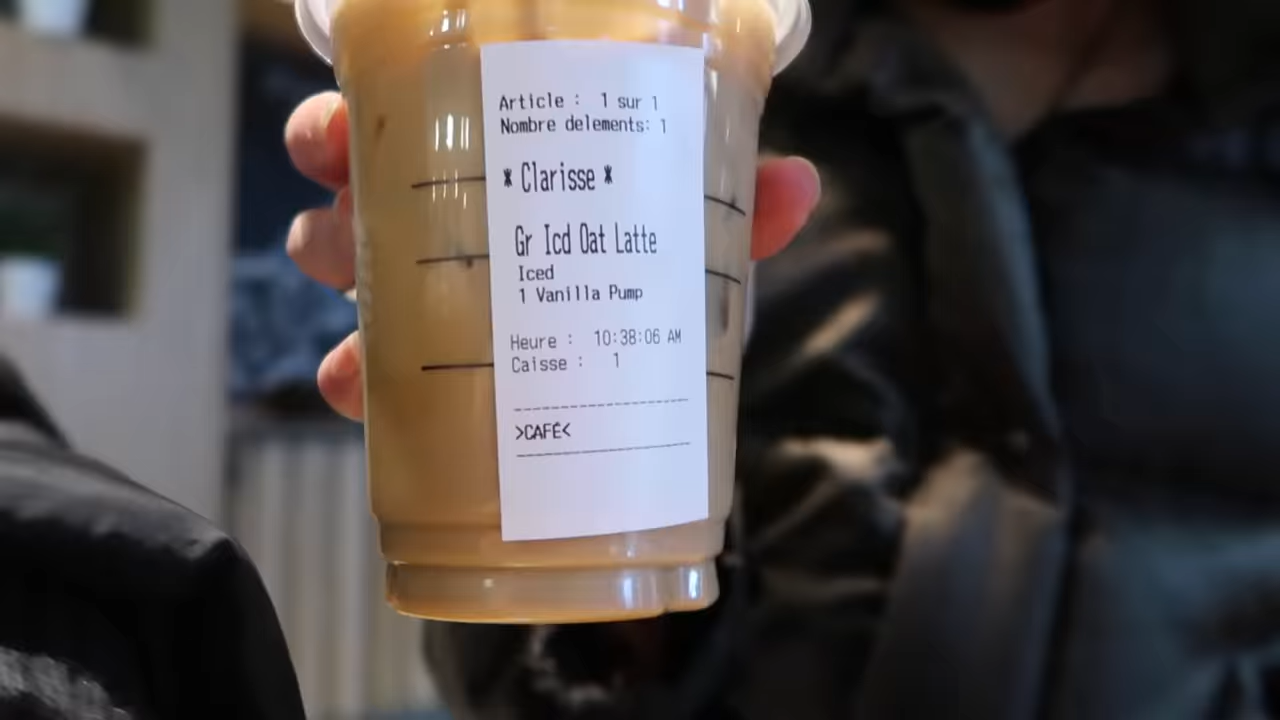 Article : 1 sur 1
Nombre delements: 1
* Clarisse *
Gr Icd Oat Latte
Iced
1 Vanilla Pump
Heure : 10:38:06 AM
Caisse : 1
>CAFÉ<